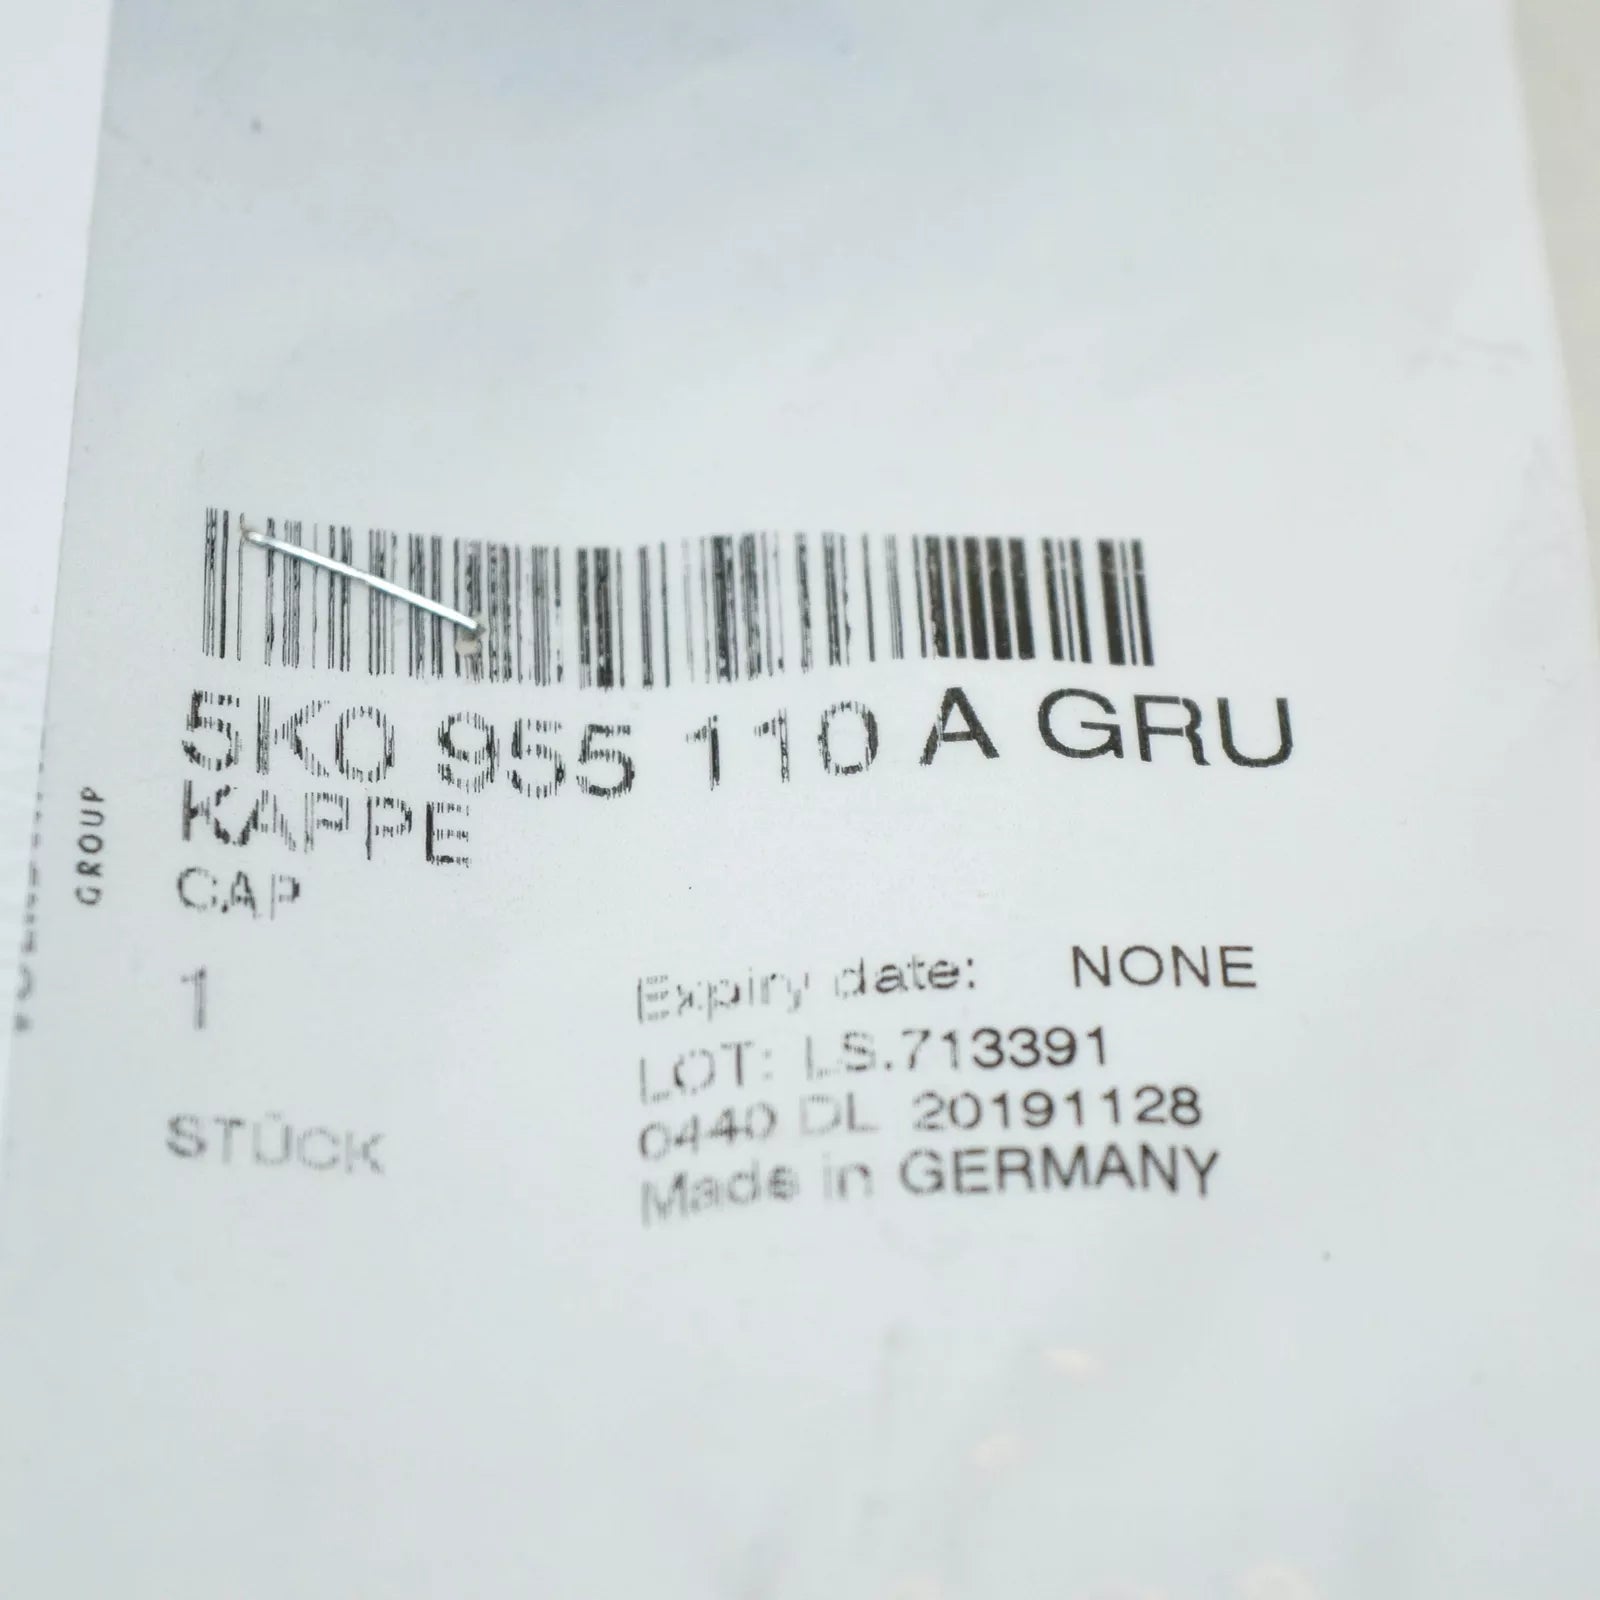 5K0 955 110 A GRU
KAPPE
CAP
1
STÜCK
Expiry date: NONE
LOT: LS.713391
0440 DL 20191128
Made in GERMANY
GROUP